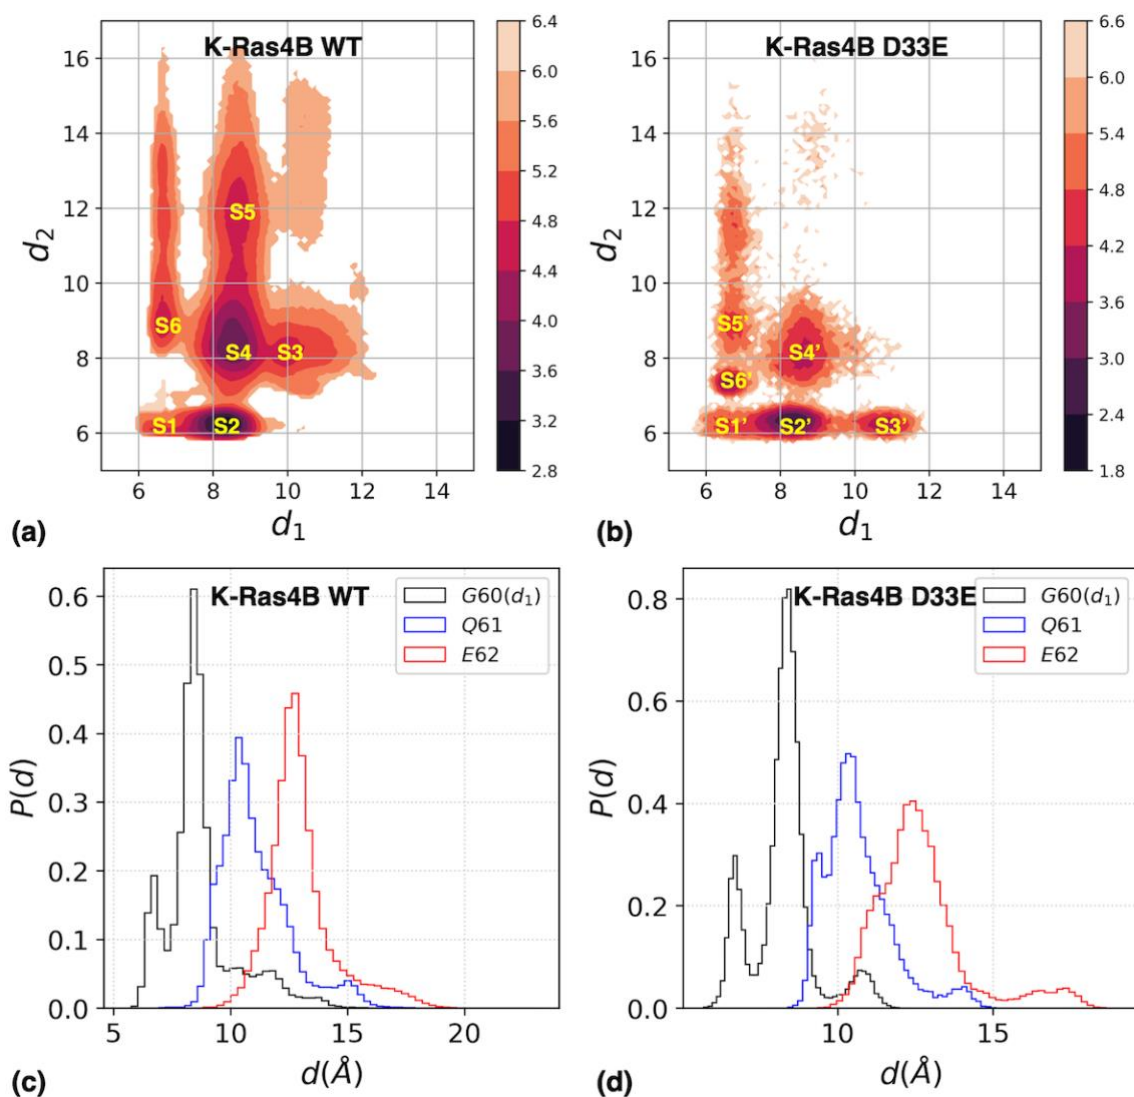 K-Ras4B WT
16
14
12
10
8
6
d₂
6 8 10 12 14
d₁
S1
S2
S3
S4
S5
S6
6.4
6.0
5.6
5.2
4.8
4.4
4.0
3.6
3.2
2.8
(a)
K-Ras4B D33E
16
14
12
10
8
6
d₂
6 8 10 12 14
d₁
S1’
S2’
S3’
S4’
S5’
S6’
6.6
6.0
5.4
4.8
4.2
3.6
3.0
2.4
1.8
(b)
K-Ras4B WT
G60(d₁)
Q61
E62
0.6
0.5
0.4
0.3
0.2
0.1
0.0
P(d)
5 10 15 20
d(Å)
(c)
K-Ras4B D33E
G60(d₁)
Q61
E62
0.8
0.6
0.4
0.2
0.0
P(d)
10 15
d(Å)
(d)